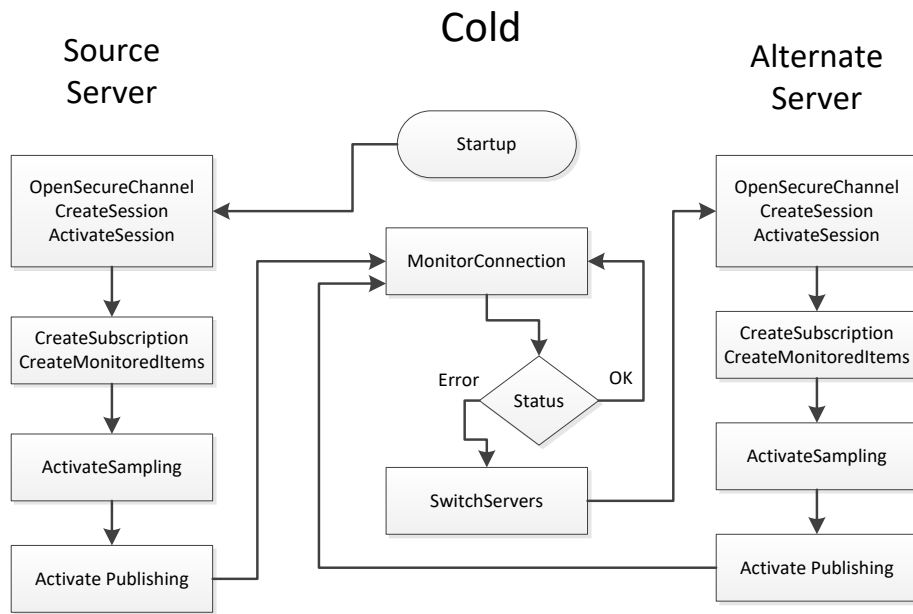 Cold
Source
Server
Alternate
Server
Startup
OpenSecureChannel
CreateSession
ActivateSession
CreateSubscription
CreateMonitoredItems
ActivateSampling
Activate Publishing
MonitorConnection
Status
Error
OK
SwitchServers
OpenSecureChannel
CreateSession
ActivateSession
CreateSubscription
CreateMonitoredItems
ActivateSampling
Activate Publishing